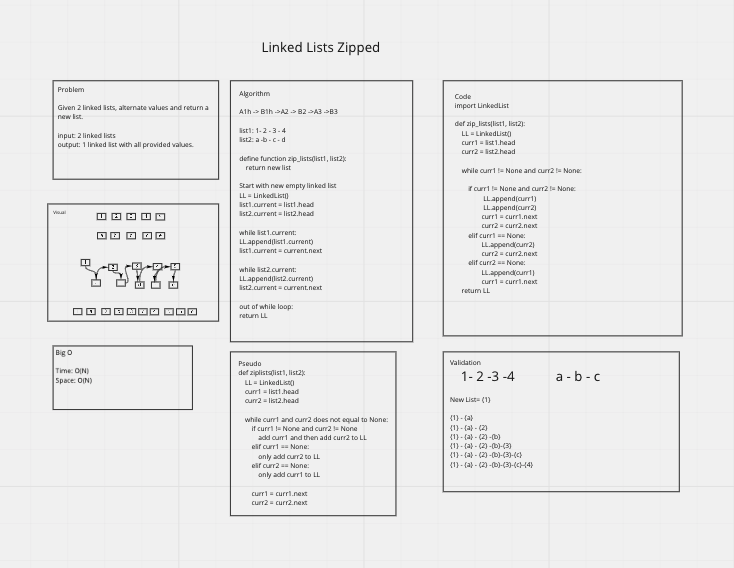 Linked Lists Zipped
Problem
Given 2 linked lists, alternate values and return a
new list.
input: 2 linked lists
output: 1 linked list with all provided values.
Visual
Big O
Time: O(N)
Space: O(N)
Algorithm
A1h -> B1h ->A2 -> B2 ->A3 ->B3
list1: 1- 2 - 3 - 4
list2: a -b - c - d
define function zip_lists(list1, list2):
return new list
Start with new empty linked list
LL = LinkedList()
list1.current = list1.head
list2.current = list2.head
while list1.current:
LL.append(list1.current)
list1.current = current.next
while list2.current:
LL.append(list2.current)
list2.current = current.next
out of while loop:
return LL
Pseudo
def ziplists(list1, list2):
LL = LinkedList()
curr1 = list1.head
curr2 = list2.head
while curr1 and curr2 does not equal to None:
if curr1 != None and curr2 != None
add curr1 and then add curr2 to LL
elif curr1 == None:
only add curr2 to LL
elif curr2 == None:
only add curr1 to LL
curr1 = curr1.next
curr2 = curr2.next
Code
import LinkedList
def zip_lists(list1, list2):
LL = LinkedList()
curr1 = list1.head
curr2 = list2.head
while curr1 != None and curr2 != None:
if curr1 != None and curr2 != None:
LL.append(curr1)
LL.append(curr2)
curr1 = curr1.next
curr2 = curr2.next
elif curr1 == None:
LL.append(curr2)
curr2 = curr2.next
elif curr2 == None:
LL.append(curr1)
curr1 = curr1.next
return LL
Validation
1- 2 -3 -4 a - b - c
New List= {1}
{1} - {a}
{1} - {a} - {2}
{1} - {a} - {2} -{b}
{1} - {a} - {2} -{b}-{3}
{1} - {a} - {2} -{b}-{3}-{c}
{1} - {a} - {2} -{b}-{3}-{c}-{4}